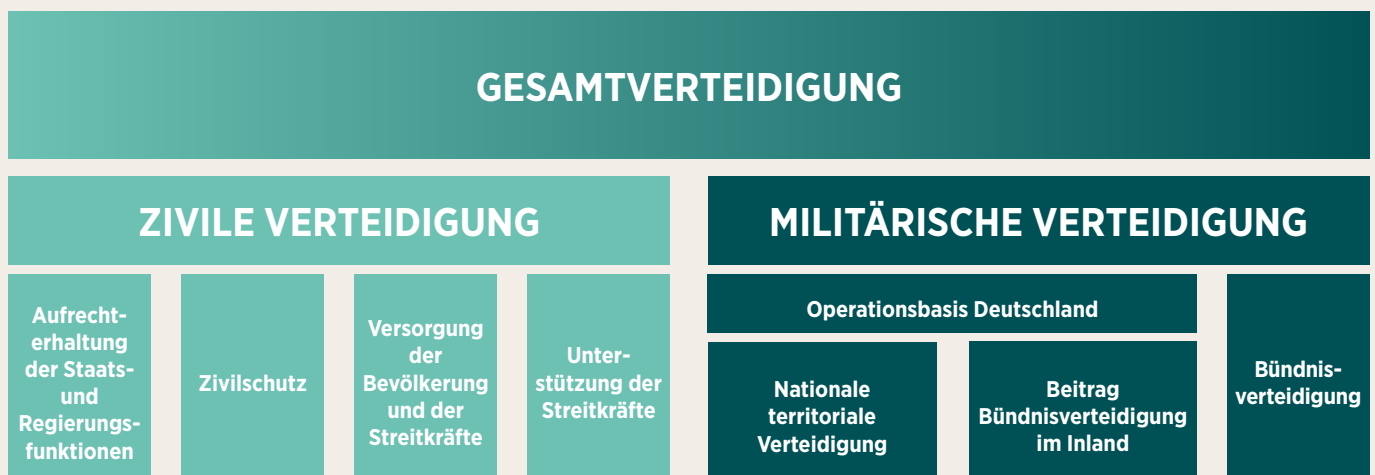 GESAMTVERTEIDIGUNG
ZIVILE VERTEIDIGUNG
Aufrecht-
erhaltung
der Staats-
und
Regierungs-
funktionen
Zivilschutz
Versorgung
der
Bevölkerung
und der
Streitkräfte
Unter-
stützung der
Streitkräfte
MILITÄRISCHE VERTEIDIGUNG
Operationsbasis Deutschland
Nationale
territoriale
Verteidigung
Beitrag
Bündnisverteidigung
im Inland
Bündnis-
verteidigung